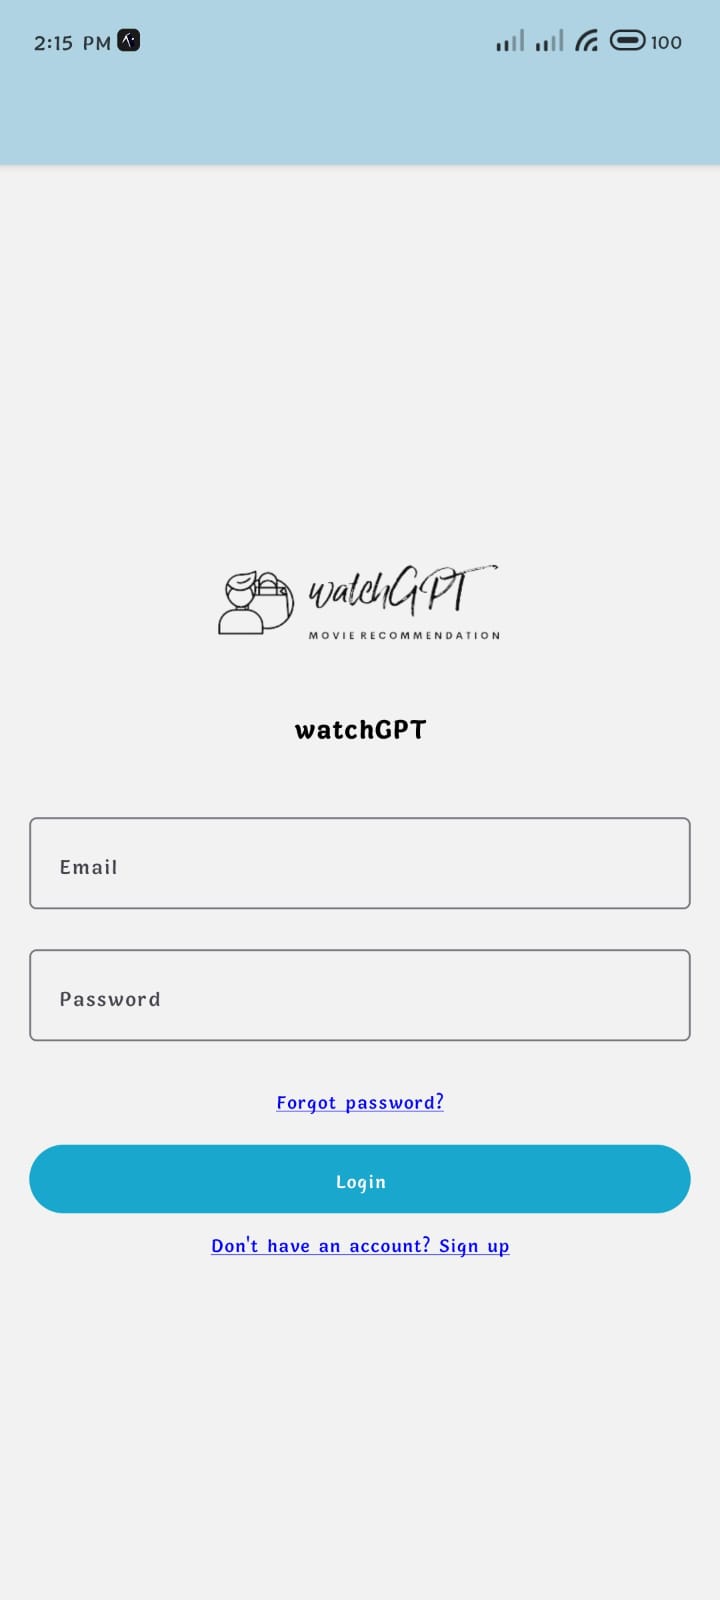 2:15 PM 100
watchGPT
MOVIE RECOMMENDATION
watchGPT
Email
Password
Forgot password?
Login
Don't have an account? Sign up